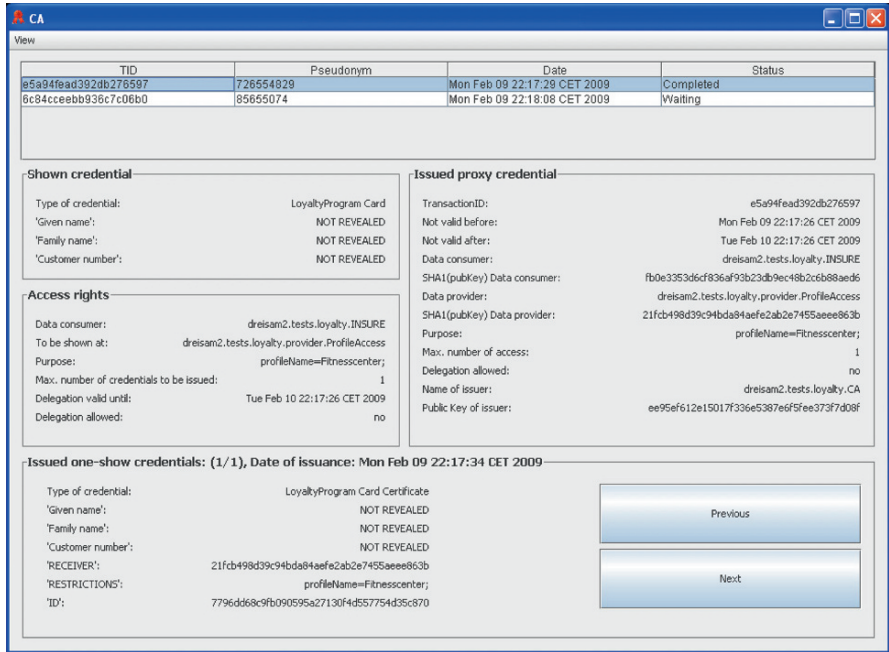 CA
View
TID Pseudonym Date Status
e5a94fead392db276597 726554829 Mon Feb 09 22:17:29 CET 2009 Completed
6c84cceebb936c7c06b0 85655074 Mon Feb 09 22:18:08 CET 2009 Waiting
Shown credential
Type of credential: LoyaltyProgram Card
'Given name': NOT REVEALED
'Family name': NOT REVEALED
'Customer number': NOT REVEALED
Access rights
Data consumer: dreisam2.tests.loyalty.INSURE
To be shown at: dreisam2.tests.loyalty.provider.ProfileAccess
Purpose: profileName=Fitnesscenter;
Max. number of credentials to be issued: 1
Delegation valid until: Tue Feb 10 22:17:26 CET 2009
Delegation allowed: no
Issued proxy credential
TransactionID: e5a94fead392db276597
Not valid before: Mon Feb 09 22:17:26 CET 2009
Not valid after: Tue Feb 10 22:17:26 CET 2009
Data consumer: dreisam2.tests.loyalty.INSURE
SHA1(pubKey) Data consumer: fb0e3353d6cf836af93b23db9ec48b2c6b88aed6
Data provider: dreisam2.tests.loyalty.provider.ProfileAccess
SHA1(pubKey) Data provider: 21fcb498d39c94bda84aefe2ab2e7455aeee863b
Purpose: profileName=Fitnesscenter;
Max. number of access: 1
Delegation allowed: no
Name of issuer: dreisam2.tests.loyalty.CA
Public Key of issuer: ee95ef612e15017f336e5387e6f5fee373f7d08f
Issued one-show credentials: (1/1), Date of issuance: Mon Feb 09 22:17:34 CET 2009
Type of credential: LoyaltyProgram Card Certificate
'Given name': NOT REVEALED
'Family name': NOT REVEALED
'Customer number': NOT REVEALED
'RECEIVER': 21fcb498d39c94bda84aefe2ab2e7455aeee863b
'RESTRICTIONS': profileName=Fitnesscenter;
'ID': 7796dd68c9fb090595a27130f4d557754d35c870
Previous
Next